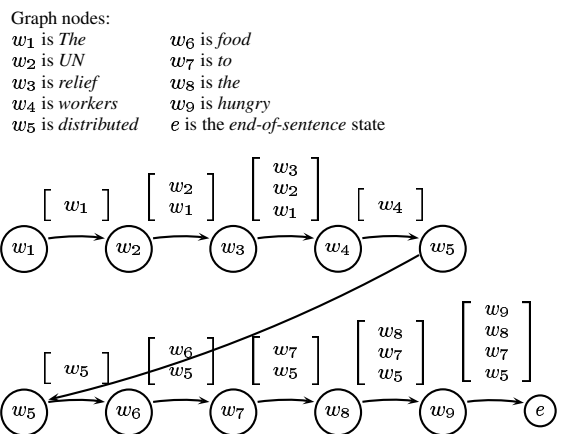 Graph nodes:
w1 is The w6 is food
w2 is UN w7 is to
w3 is relief w8 is the
w4 is workers w9 is hungry
w5 is distributed e is the end-of-sentence state
[ w1 ] [ w2 w1 ] [ w3 w2 w1 ] [ w4 ]
w1 w2 w3 w4 w5
[ w5 ] [ w6 w5 ] [ w7 w5 ] [ w8 w7 w5 ] [ w9 w8 w7 w5 ]
w5 w6 w7 w8 w9 e